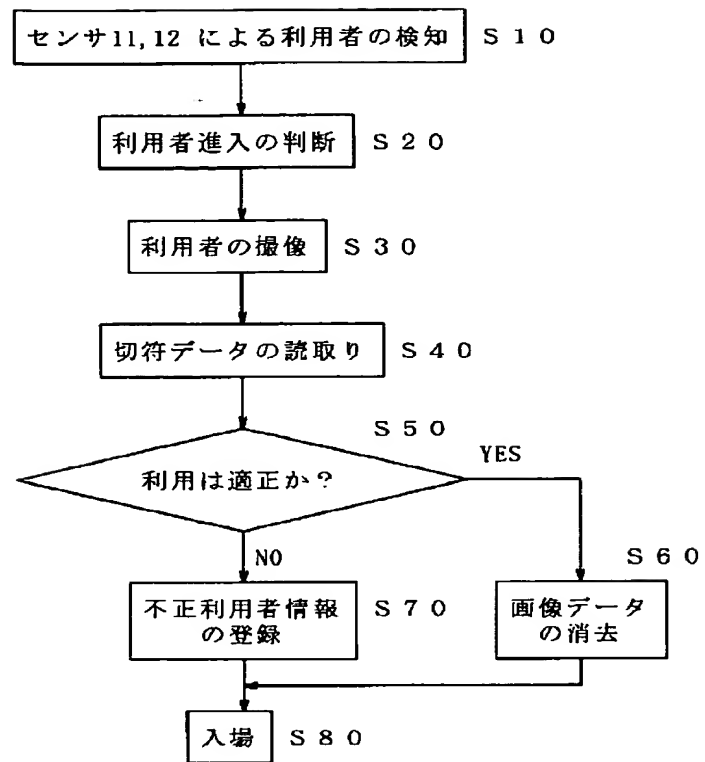 センサ11,12 による利用者の検知 S10
利用者進入の判断 S20
利用者の撮像 S30
切符データの読取り S40
S50
利用は適正か?
YES
NO
S60
不正利用者情報
の登録
S70
画像データ
の消去
入場 S80